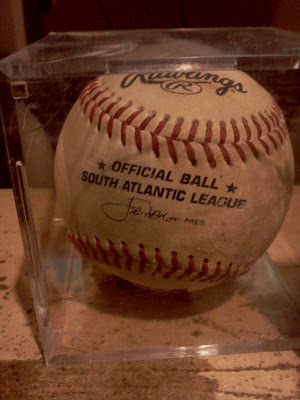 Rawlings
R
★ OFFICIAL BALL ★
SOUTH ATLANTIC LEAGUE
PRES.